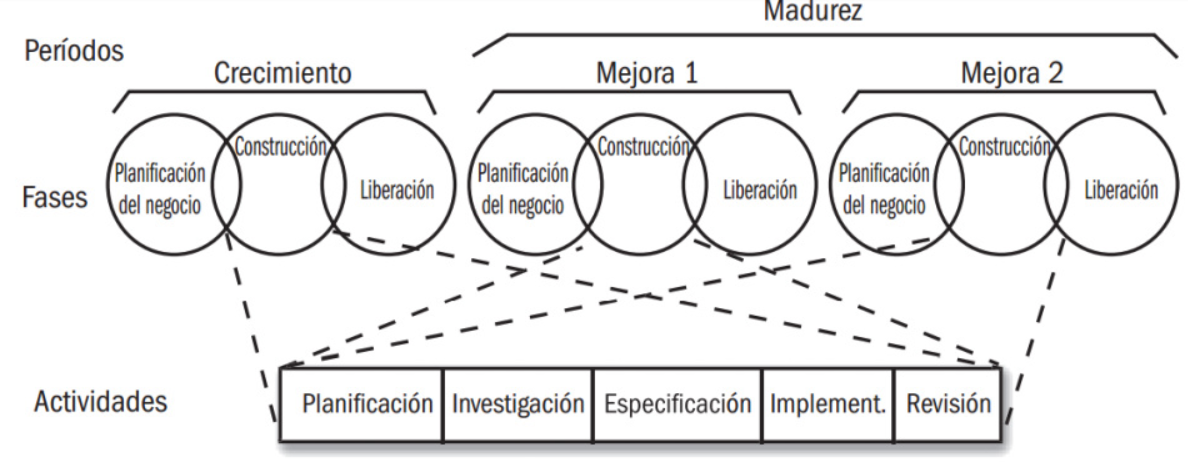 Madurez
Períodos
Crecimiento
Mejora 1
Mejora 2
Fases
Planificación
del negocio
Construcción
Liberación
Planificación
del negocio
Construcción
Liberación
Planificación
del negocio
Construcción
Liberación
Actividades
Planificación
Investigación
Especificación
Implement.
Revisión